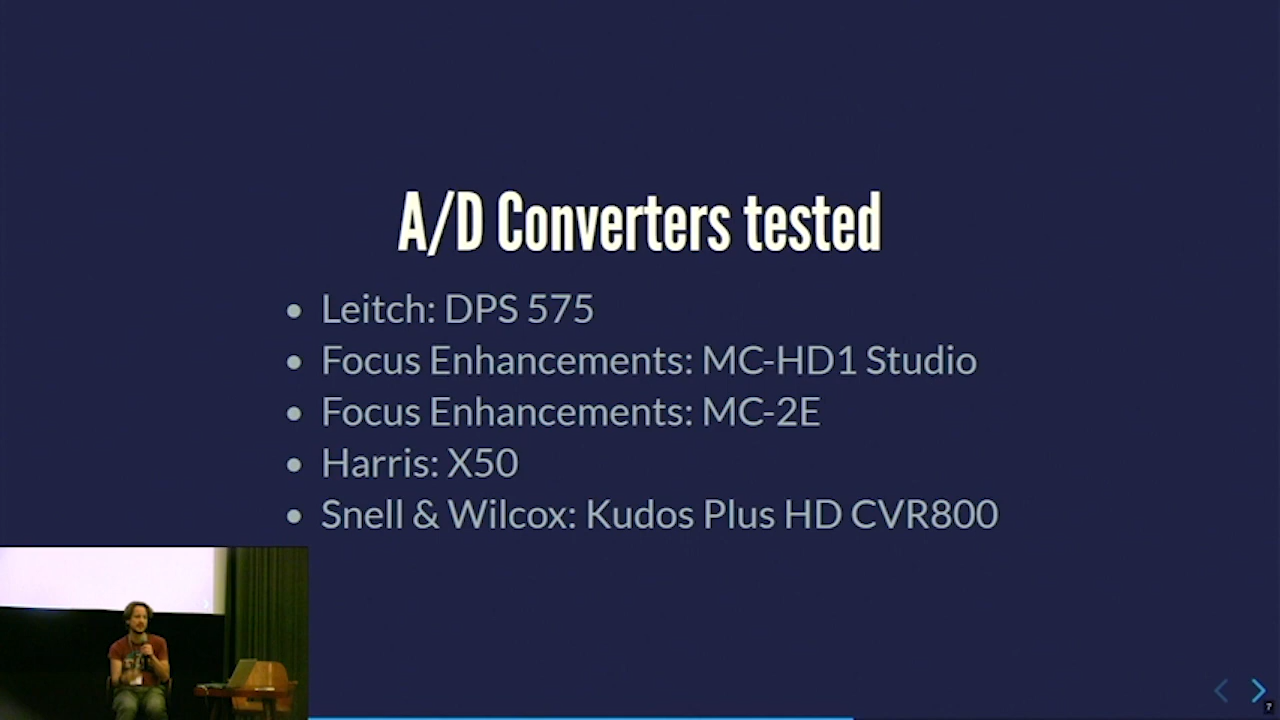 A/D Converters tested
Leitch: DPS 575
Focus Enhancements: MC-HD1 Studio
Focus Enhancements: MC-2E
Harris: X50
Snell & Wilcox: Kudos Plus HD CVR800
7